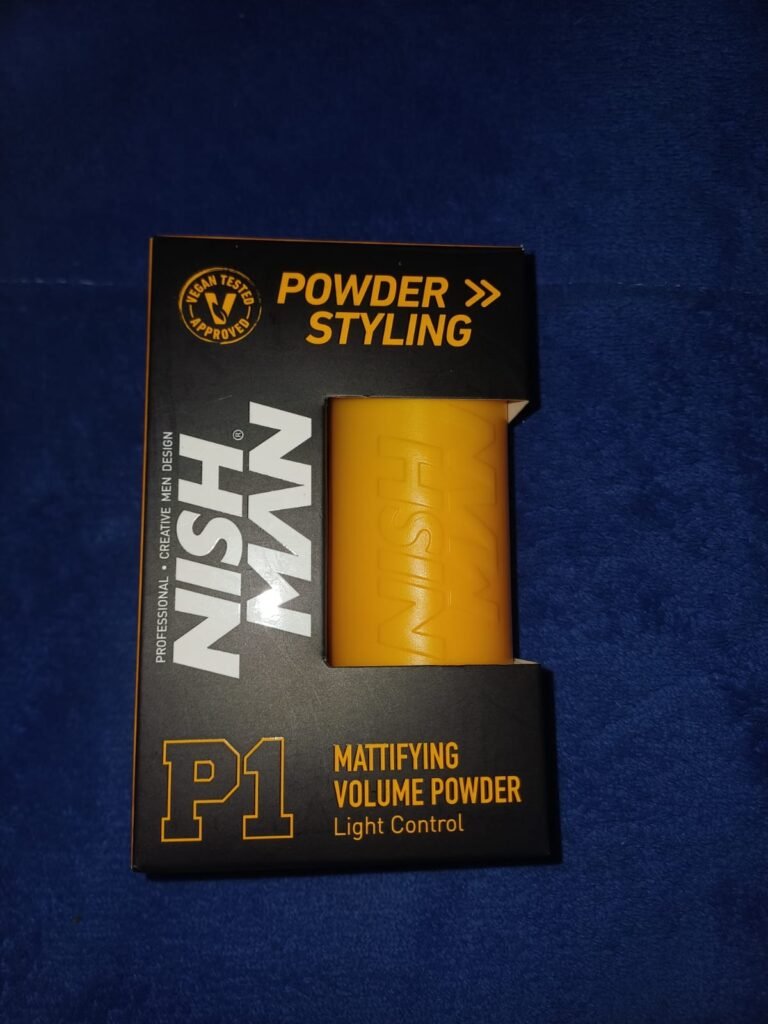 VEGAN TESTED
APPROVED
POWDER >>
STYLING
PROFESSIONAL • CREATIVE MEN DESIGN
NISH
MAN®
NISH
MAN
P1
MATTIFYING
VOLUME POWDER
Light Control